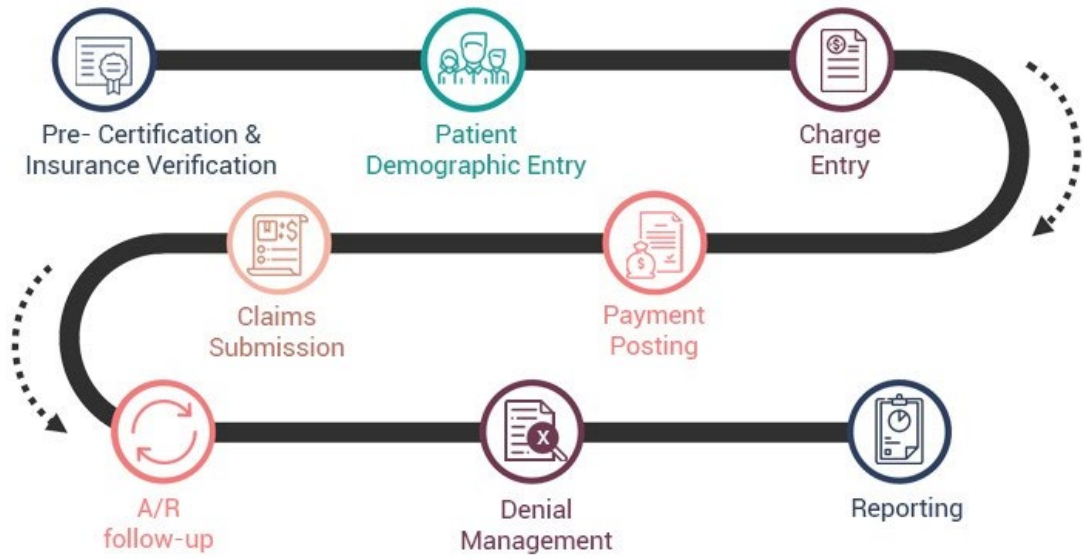 Pre- Certification &
Insurance Verification
Patient
Demographic Entry
Charge
Entry
Claims
Submission
Payment
Posting
A/R
follow-up
X
Denial
Management
Reporting
$
$
$